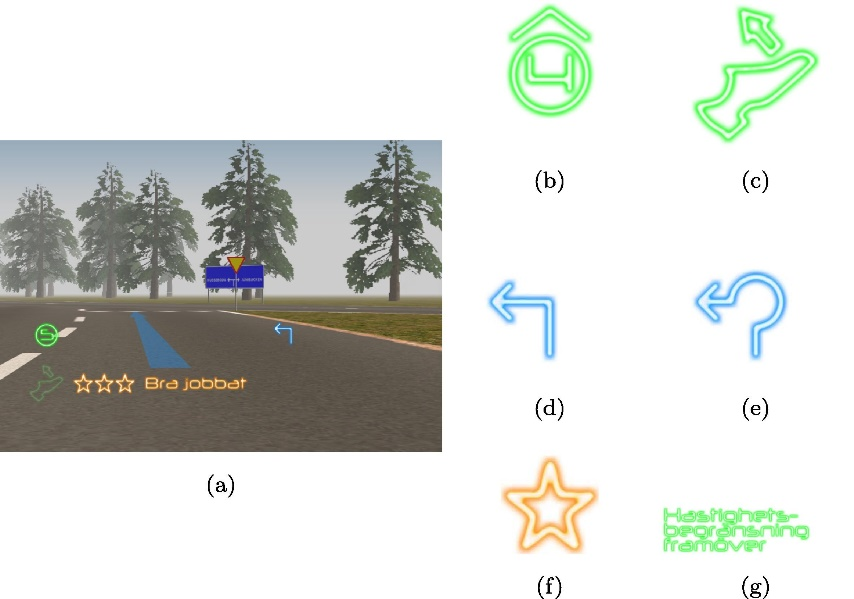 (b)
(c)
Bra jobbat
(a)
(d)
(e)
Hastighets-
begränsning
framöver
(f)
(g)